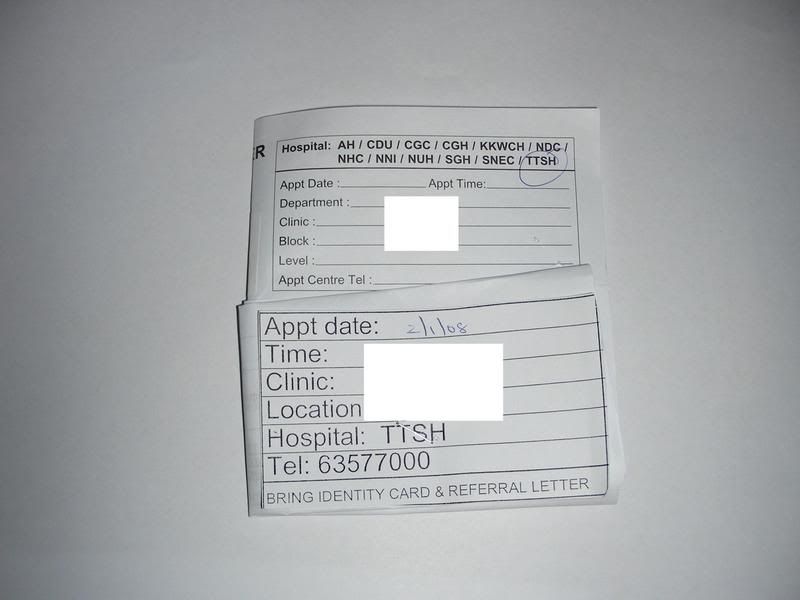 ER
Hospital: AH / CDU / CGC / CGH / KKWCH / NDC /
NHC / NNI / NUH / SGH / SNEC / TTSH
Appt Date : Appt Time:
Department :
Clinic :
Block :
Level :
Appt Centre Tel :
Appt date: 2/1/08
Time:
Clinic:
Location
Hospital: TTSH
Tel: 63577000
BRING IDENTITY CARD & REFERRAL LETTER